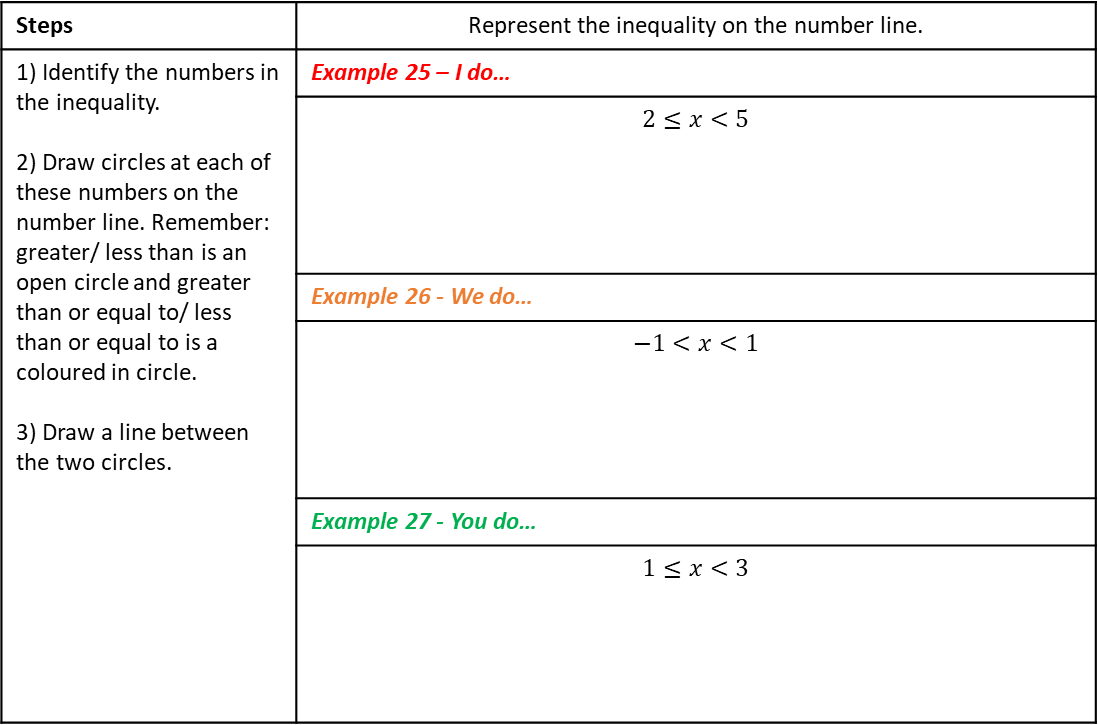 Steps
Represent the inequality on the number line.
1) Identify the numbers in
the inequality.
2) Draw circles at each of
these numbers on the
number line. Remember:
greater/ less than is an
open circle and greater
than or equal to/ less
than or equal to is a
coloured in circle.
3) Draw a line between
the two circles.
Example 25 – I do…
2 ≤ x < 5
Example 26 - We do…
−1 < x < 1
Example 27 - You do…
1 ≤ x < 3